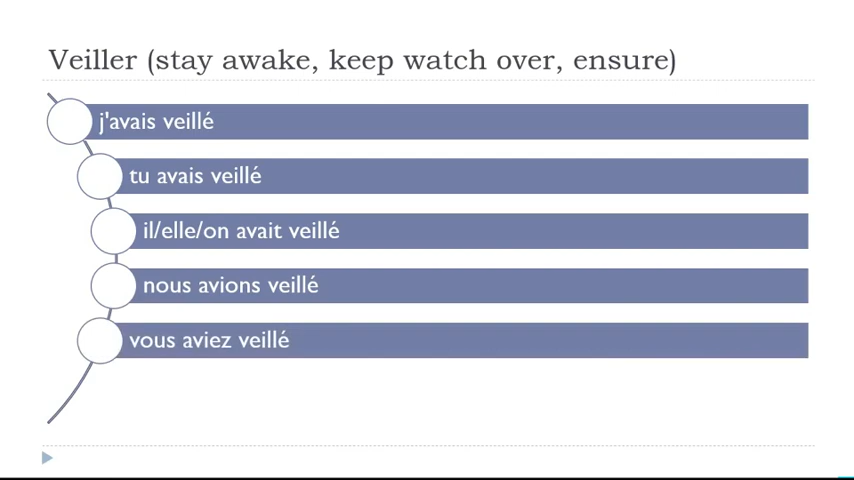 Veiller (stay awake, keep watch over, ensure)
j'avais veillé
tu avais veillé
il/elle/on avait veillé
nous avions veillé
vous aviez veillé